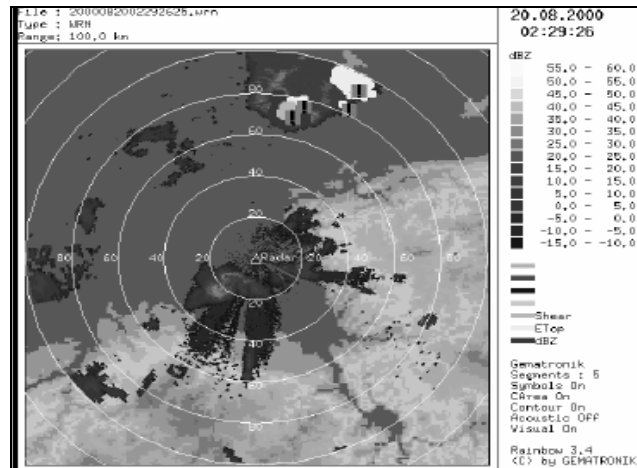 File : 2000082002292620.wrn
Type : WRN
Range: 100.0 km
20.08.2000
02:29:26
dBZ
55.0 - 60.0
50.0 - 55.0
45.0 - 50.0
40.0 - 45.0
35.0 - 40.0
30.0 - 35.0
25.0 - 30.0
20.0 - 25.0
15.0 - 20.0
10.0 - 15.0
5.0 - 10.0
0.0 - 5.0
-5.0 - 0.0
-10.0 - -5.0
-15.0 - -10.0
80
60
40
20
80 60 40 20 Radar 20 40 60 80
20
40
60
80
Shear
ETop
dBZ
Gematronik
Segments : 6
Symbols On
CArea On
Contour On
Acoustic Off
Visual On
Rainbow 3.4
(C) by GEMATRONIK